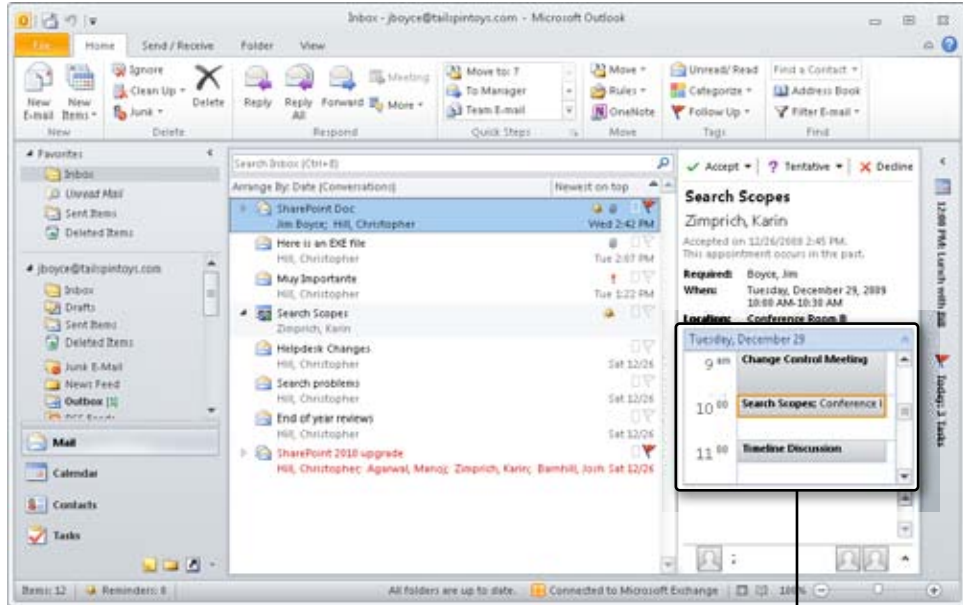 Inbox - jboyce@tailspintoys.com - Microsoft Outlook
File Home Send / Receive Folder View
New E-mail
New Items
New
Ignore
Clean Up
Junk
Delete
Delete
Reply
Reply All
Forward
Meeting
More
Respond
Move to: ?
To Manager
Team E-mail
Quick Steps
Move
Rules
OneNote
Move
Unread/ Read
Categorize
Follow Up
Tags
Find a Contact
Address Book
Filter E-mail
Find
Favorites
Inbox
Unread Mail
Sent Items
Deleted Items
jboyce@tailspintoys.com
Inbox
Drafts
Sent Items
Deleted Items
Junk E-Mail
News Feed
Outbox [1]
RSS Feeds
Mail
Calendar
Contacts
Tasks
Search Inbox (Ctrl+E)
Arrange By: Date (Conversations) Newest on top
SharePoint Doc
Jim Boyce; Hill, Christopher Wed 2:42 PM
Here is an EXE file
Hill, Christopher Tue 2:07 PM
Muy Importante
Hill, Christopher Tue 1:22 PM
Search Scopes
Zimprich, Karin
Helpdesk Changes
Hill, Christopher Sat 12/26
Search problems
Hill, Christopher Sat 12/26
End of year reviews
Hill, Christopher Sat 12/26
SharePoint 2010 upgrade
Hill, Christopher; Agarwal, Manoj; Zimprich, Karin; Barnhill, Josh Sat 12/26
Accept ? Tentative Decline
Search Scopes
Zimprich, Karin
Accepted on 12/26/2009 2:45 PM.
This appointment occurs in the past.
Required: Boyce, Jim
When: Tuesday, December 29, 2009
10:00 AM-10:30 AM
Location: Conference Room B
Tuesday, December 29
9 am Change Control Meeting
10 00 Search Scopes; Conference
11 00 Timeline Discussion
12:00 PM: Lunch with Bill
Today: 3 Tasks
Items: 12 Reminders: 8 All folders are up to date. Connected to Microsoft Exchange 100%